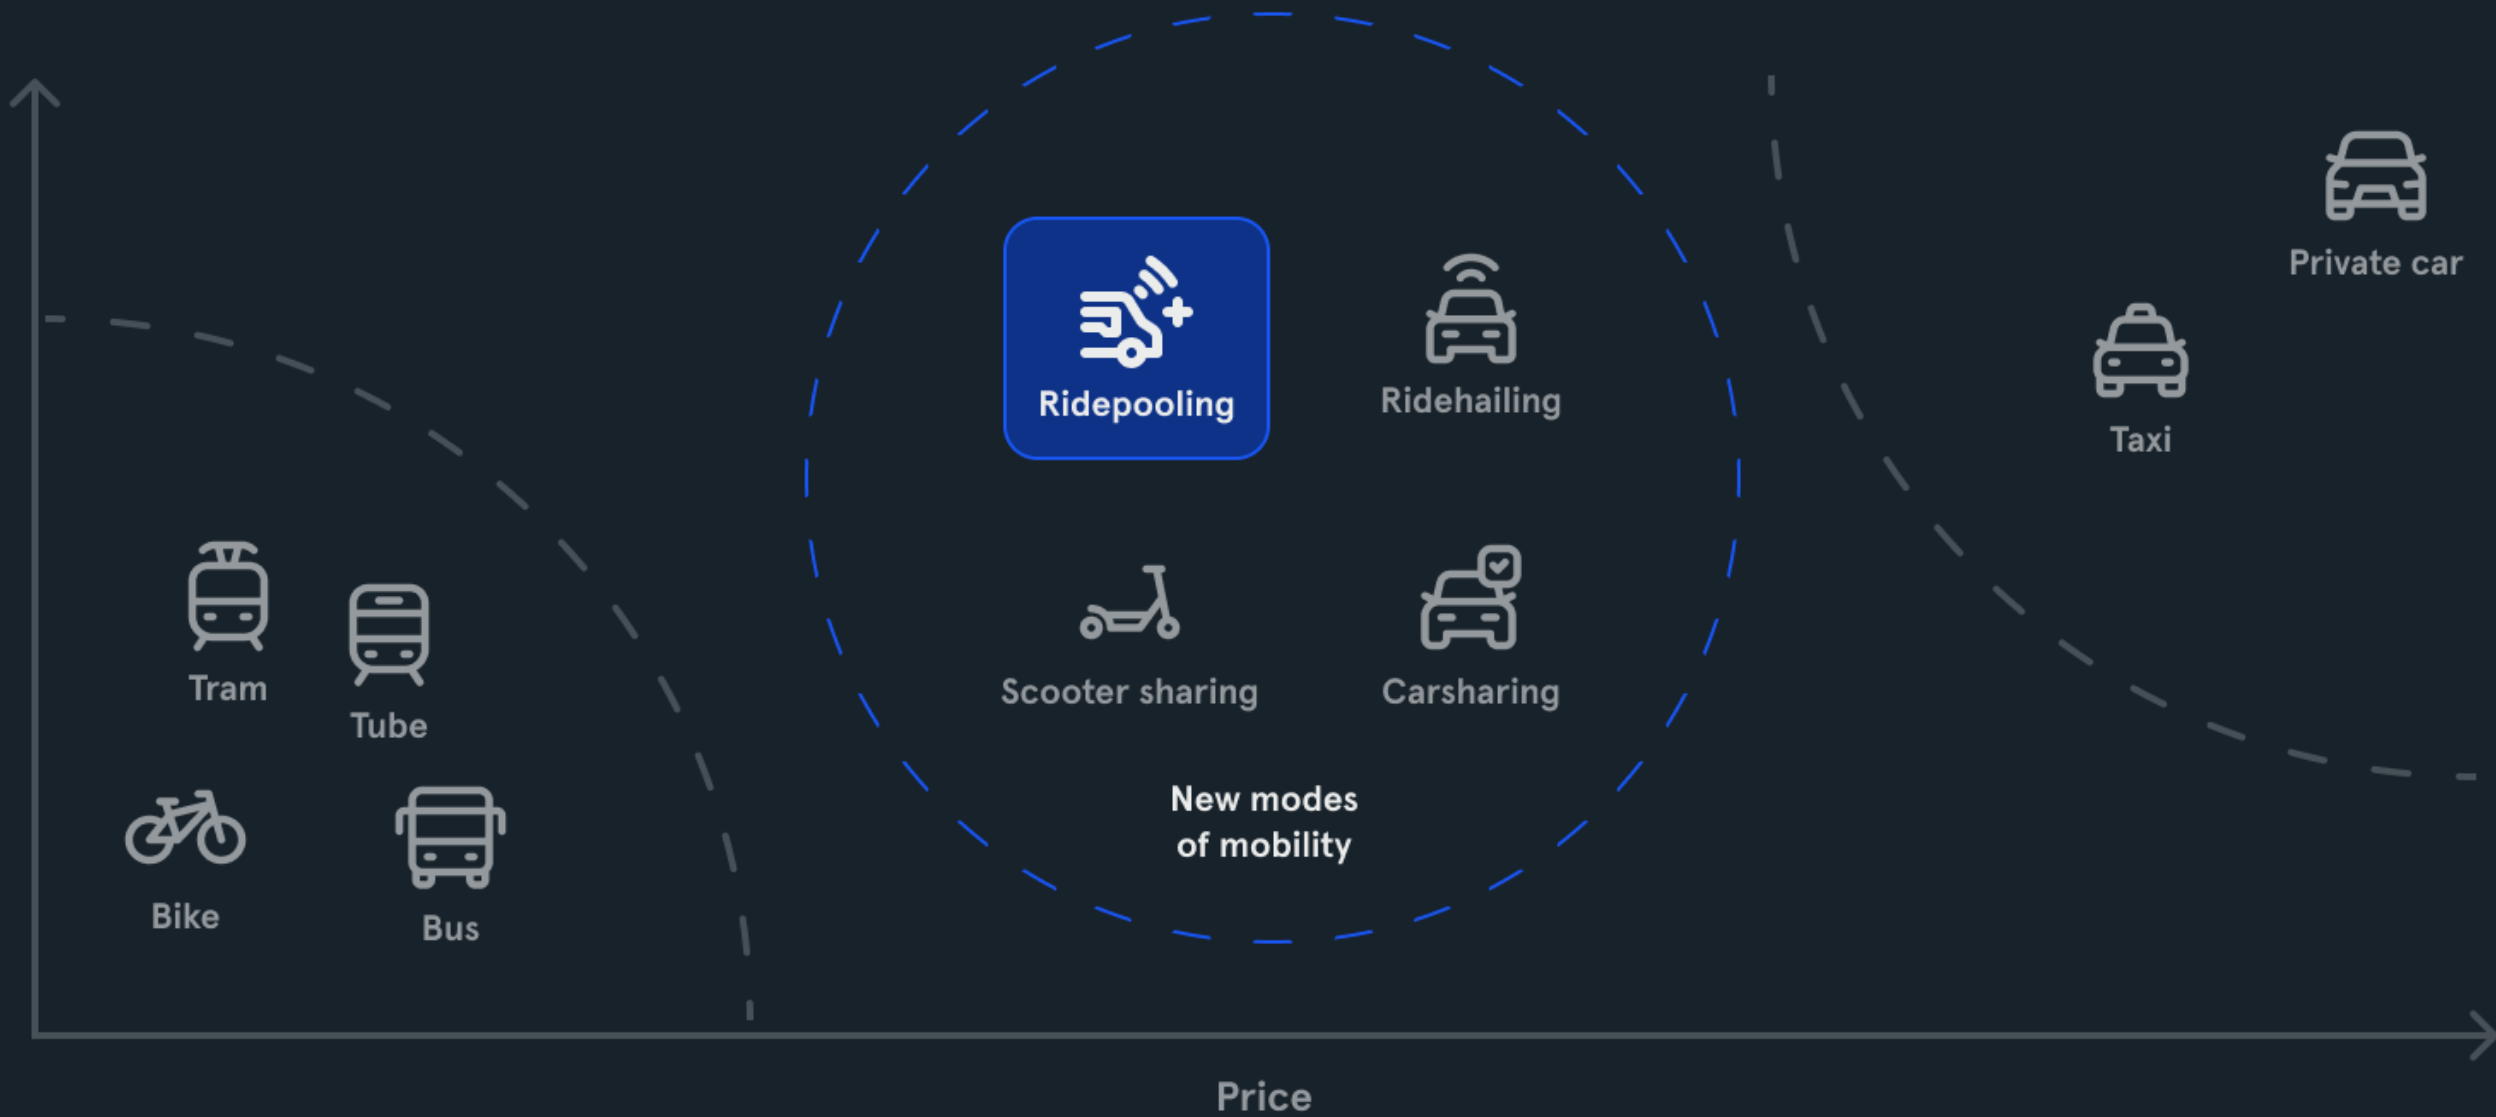 Private car
Ridepooling
Ridehailing
Taxi
Tram
Tube
Scooter sharing
Carsharing
New modes
of mobility
Bike
Bus
Price